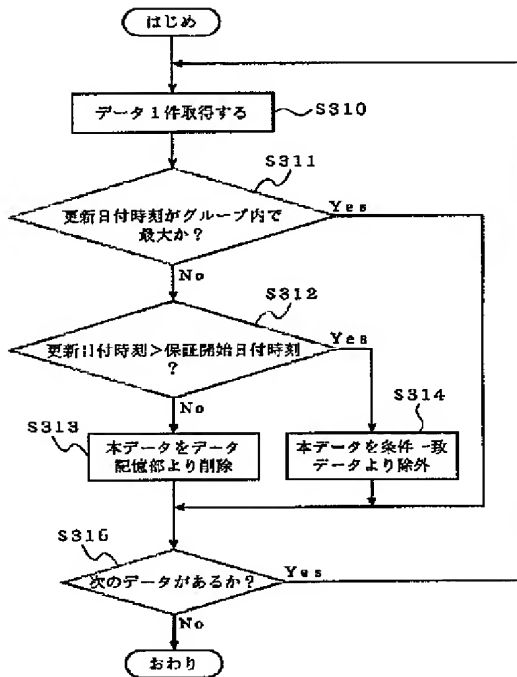 はじめ
データ1件取得する
S310
S311
更新日付時刻がグループ内で
最大か?
Yes
No
S312
更新日付時刻>保証開始日付時刻
?
Yes
No
S313
本データをデータ
記憶部より削除
S314
本データを条件一致
データより除外
S316
次のデータがあるか?
Yes
No
おわり